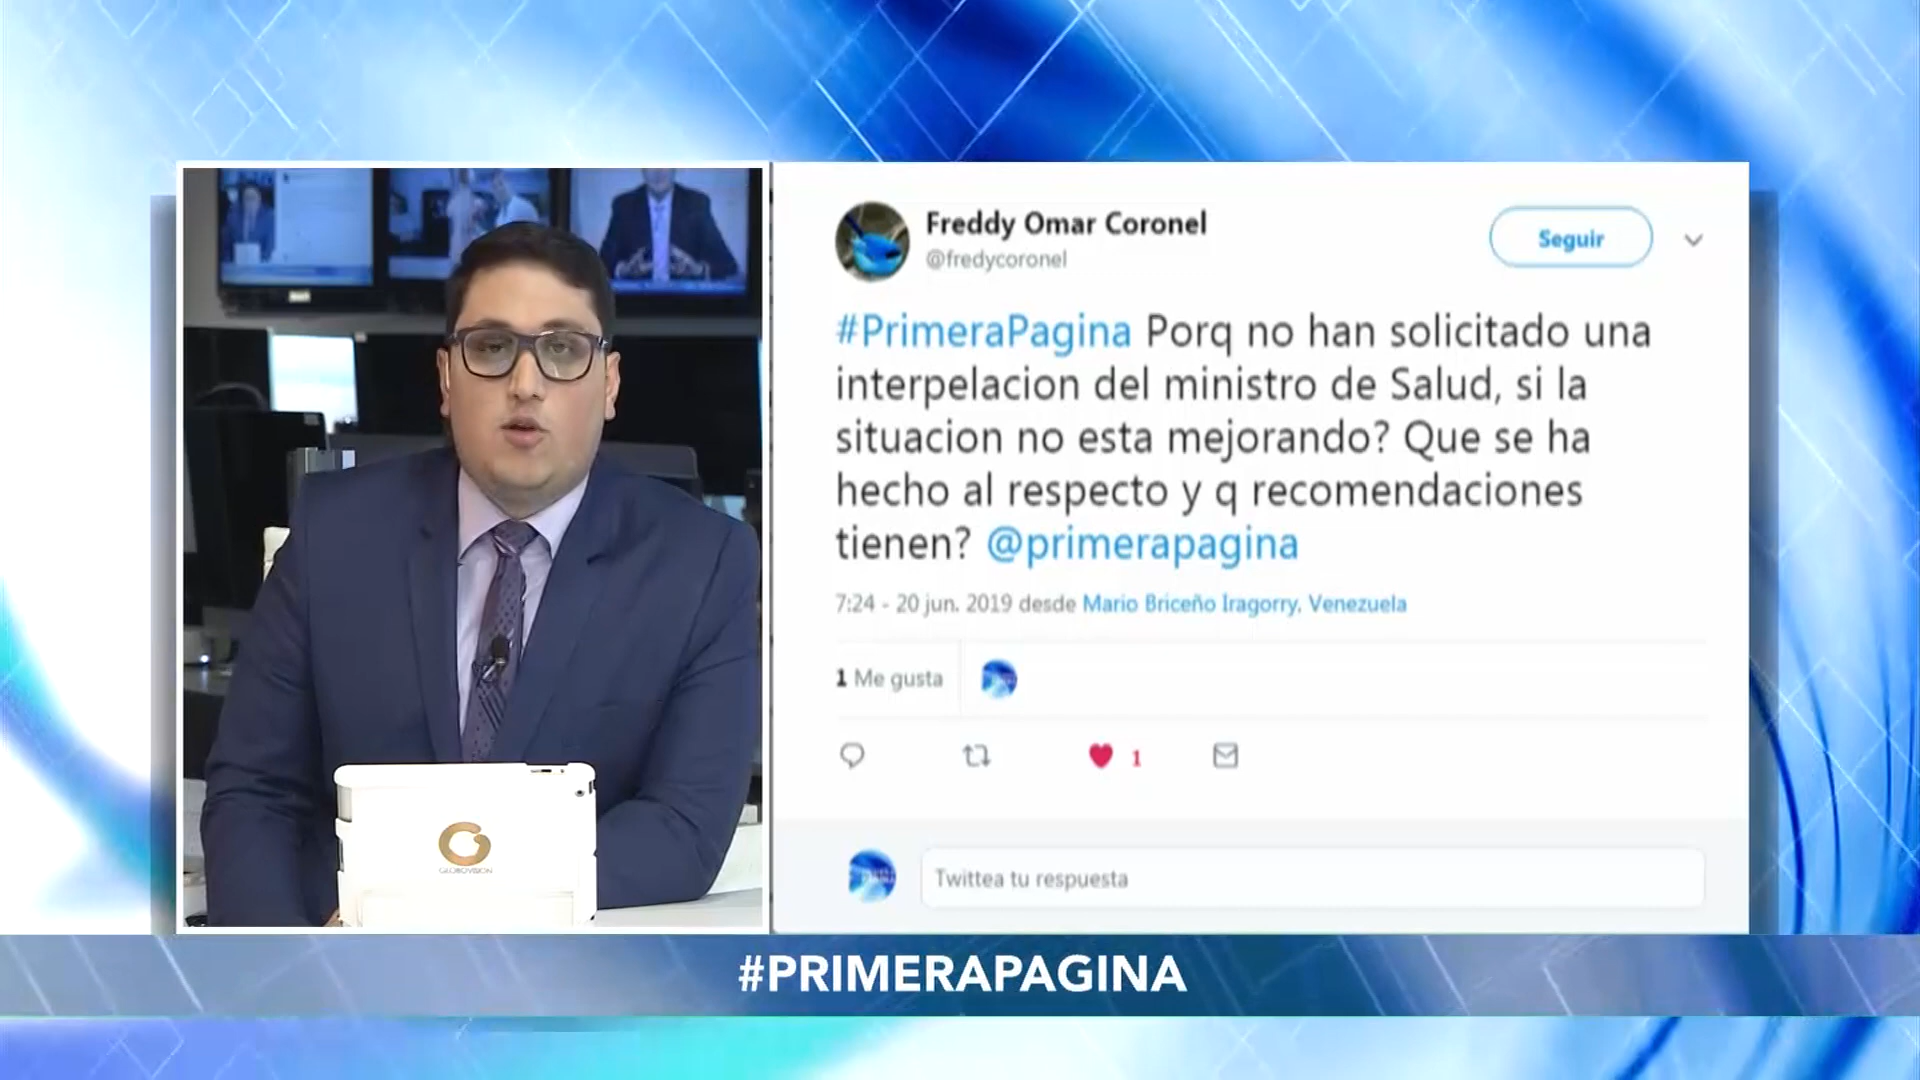 Freddy Omar Coronel
@fredycoronel
Seguir
#PrimeraPagina Porq no han solicitado una
interpelacion del ministro de Salud, si la
situacion no esta mejorando? Que se ha
hecho al respecto y q recomendaciones
tienen? @primerapagina
7:24 - 20 jun. 2019 desde Mario Briceño Iragorry, Venezuela
1 Me gusta
1
Twittea tu respuesta
GLOBOVISION
#PRIMERAPAGINA